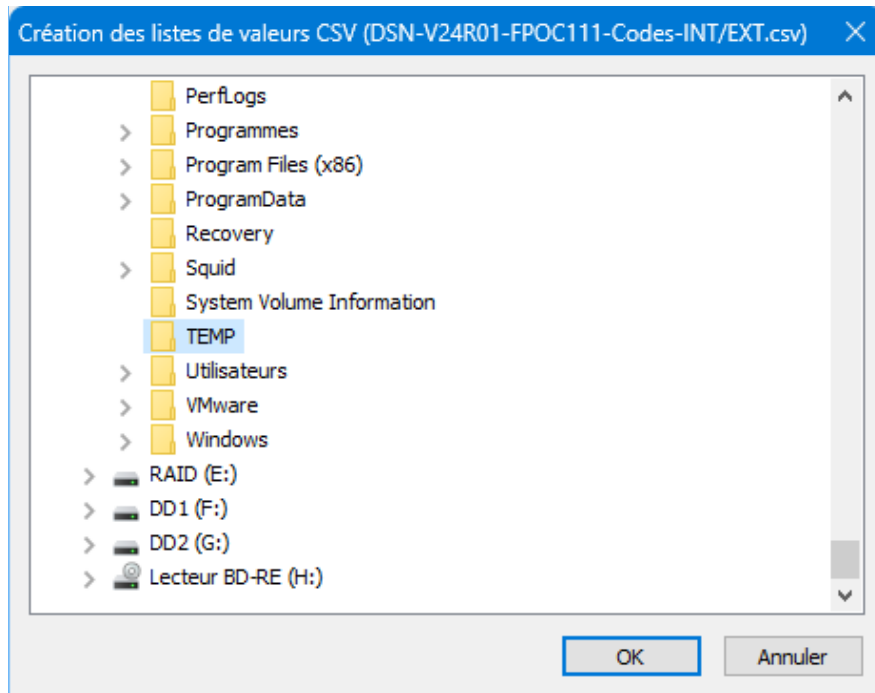 Création des listes de valeurs CSV (DSN-V24R01-FPOC111-Codes-INT/EXT.csv)
PerfLogs
Programmes
Program Files (x86)
ProgramData
Recovery
Squid
System Volume Information
TEMP
Utilisateurs
VMware
Windows
RAID (E:)
DD1 (F:)
DD2 (G:)
Lecteur BD-RE (H:)
OK
Annuler